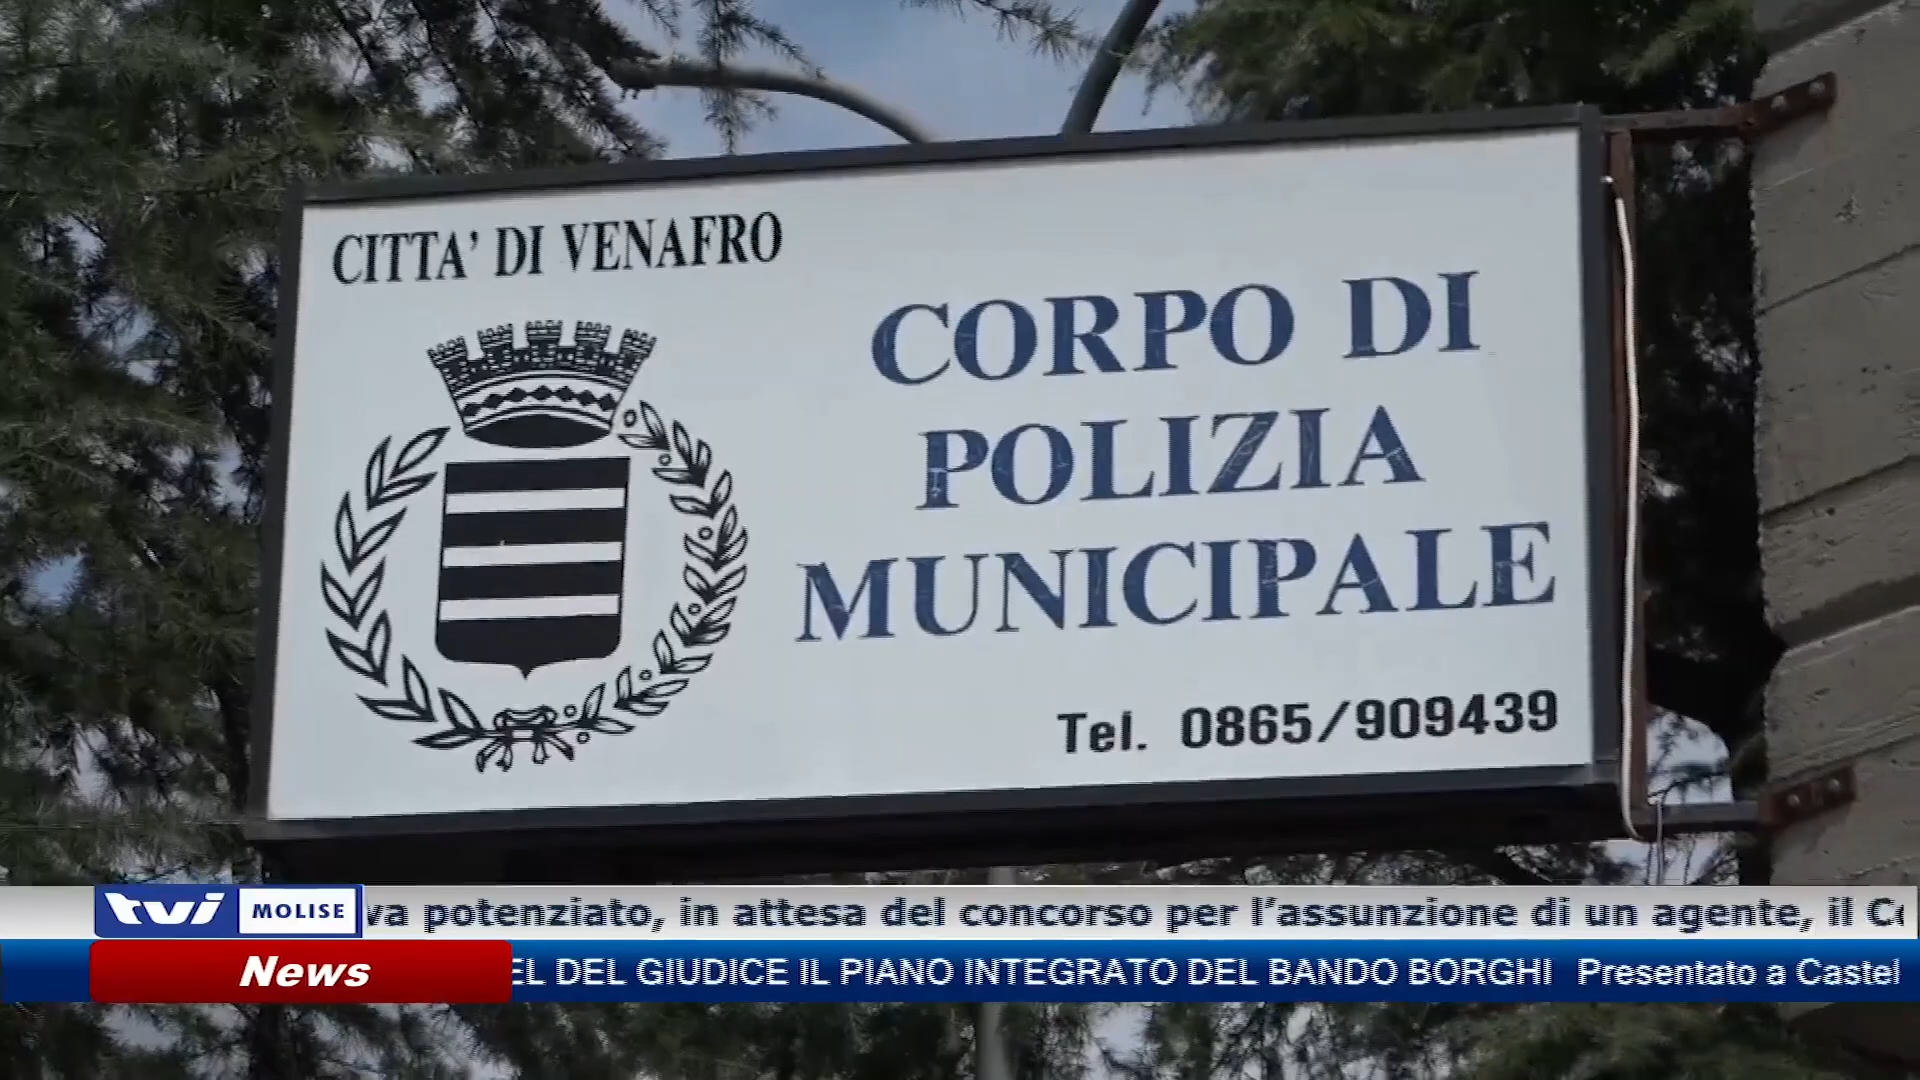 CITTA' DI VENAFRO
CORPO DI
POLIZIA
MUNICIPALE
Tel. 0865/909439
tvi MOLISE
va potenziato, in attesa del concorso per l'assunzione di un agente, il
News
DEL GIUDICE IL PIANO INTEGRATO DEL BANDO BORGHI Presentato a Castel